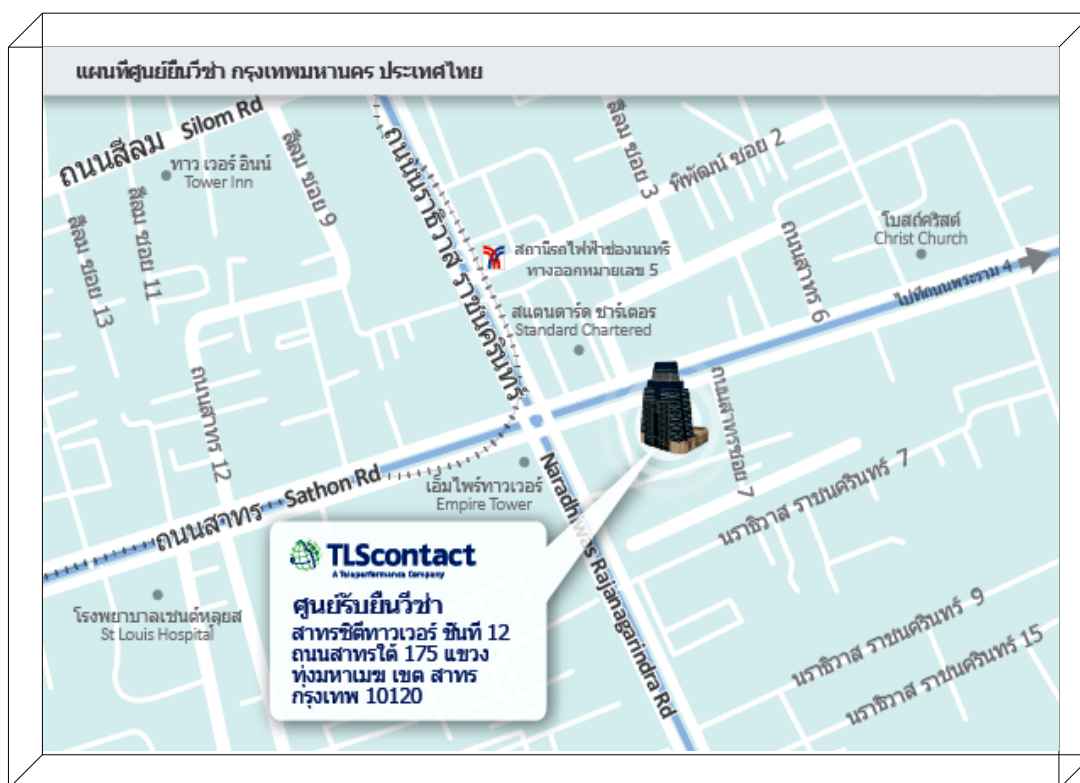 แผนที่ศูนย์ยื่นวีซ่า กรุงเทพมหานคร ประเทศไทย
ถนนสีลม Silom Rd
ทาว เวอร์ อินน์
Tower Inn
สีลม ซอย 9
สีลม ซอย 11
สีลม ซอย 13
ถนนนราธิวาส ราชนครินทร์
สีลม ซอย 3
พิพัฒน์ ซอย 2
สถานีรถไฟฟ้าช่องนนทรี
ทางออกหมายเลข 5
โบสถ์คริสต์
Christ Church
ถนนสาทร 6
ไปที่ถนนพระราม 4
สแตนดาร์ด ชาร์เตอร
Standard Chartered
ถนนสาทร 12
ถนนสาทรซอย 7
ถนนสาทร Sathon Rd
เอ็มไพร์ทาวเวอร์
Empire Tower
Naradhiwas Rajanagarindra Rd
นราธิวาส ราชนครินทร์ 7
นราธิวาส ราชนครินทร์ 9
นราธิวาส ราชนครินทร์ 15
โรงพยาบาลเซนต์หลุยส
St Louis Hospital
TLScontact
A Teleperformance Company
ศูนย์รับยื่นวีซ่า
สาทรซิตี้ทาวเวอร์ ชั้นที่ 12
ถนนสาทรใต้ 175 แขวง
ทุ่งมหาเมฆ เขต สาทร
กรุงเทพ 10120